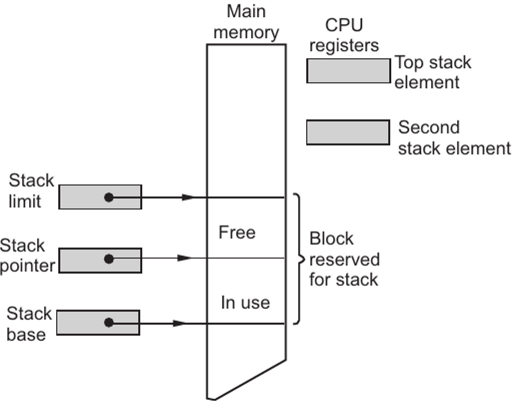 Main
memory
CPU
registers
Top stack
element
Second
stack element
Stack
limit
Free
Stack
pointer
Block
reserved
for stack
In use
Stack
base